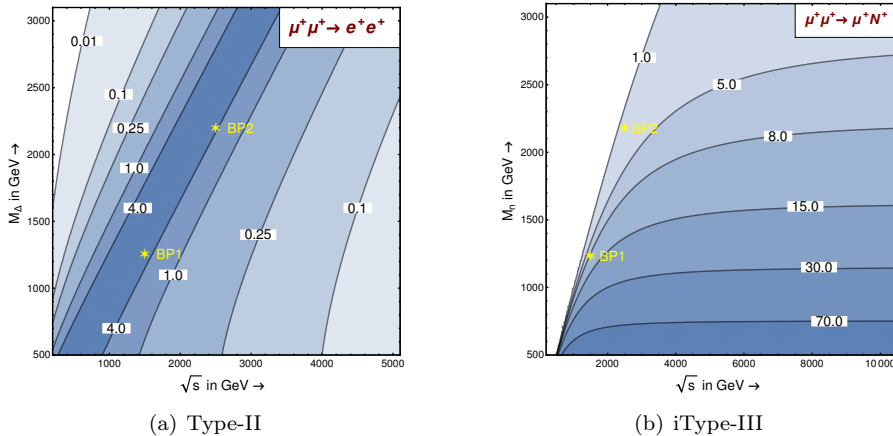 μ⁺μ⁺→ e⁺e⁺
3000
2500
2000
1500
1000
500
M_Δ in GeV →
0.01
0.1
0.25
1.0
4.0
BP2
BP1
4.0
1.0
0.25
0.1
1000 2000 3000 4000 5000
√s in GeV →
(a) Type-II
μ⁺μ⁺→ μ⁺N⁺
3000
2500
2000
1500
1000
500
M_n in GeV →
1.0
5.0
8.0
15.0
30.0
70.0
BP2
BP1
2000 4000 6000 8000 10000
√s in GeV →
(b) iType-III